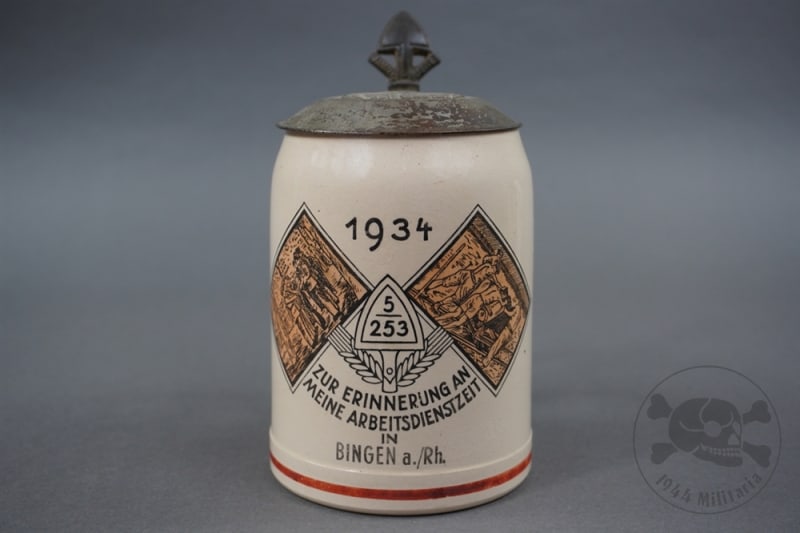 1934
5
253
ZUR ERINNERUNG AN
MEINE ARBEITSDIENSTZEIT
IN
BINGEN a./Rh.
1944 Militaria